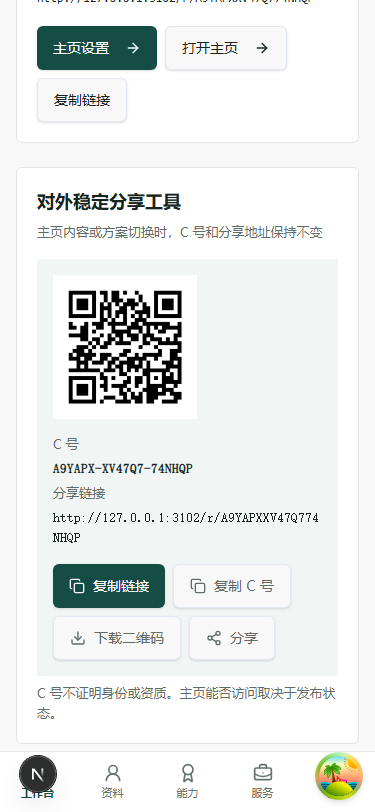 主页设置
打开主页
复制链接
对外稳定分享工具
主页内容或方案切换时，C 号和分享地址保持不变
C 号
A9YAPX-XV47Q7-74NHQP
分享链接
http://127.0.0.1:3102/r/A9YAPXXV47Q774
NHQP
复制链接
复制 C 号
下载二维码
分享
C 号不证明身份或资质。主页能否访问取决于发布状
态。
N
工作台
资料
能力
服务